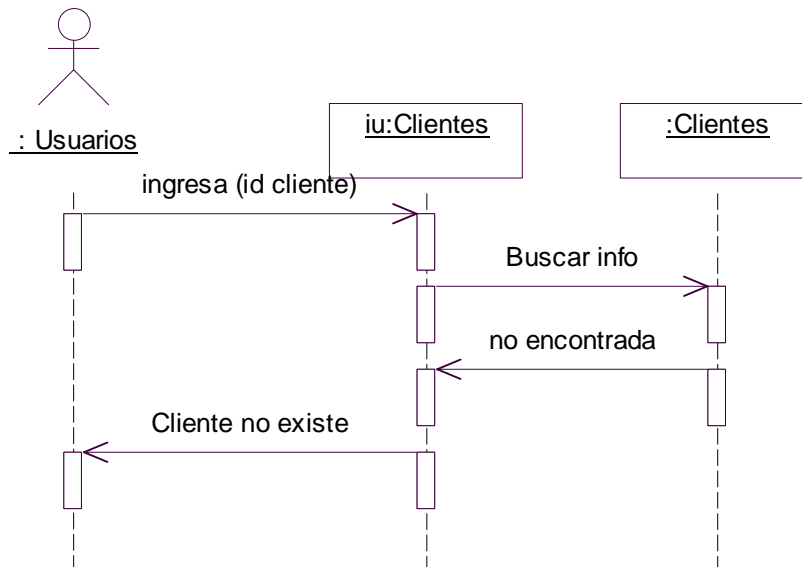 : Usuarios
iu:Clientes
:Clientes
ingresa (id cliente)
Buscar info
no encontrada
Cliente no existe